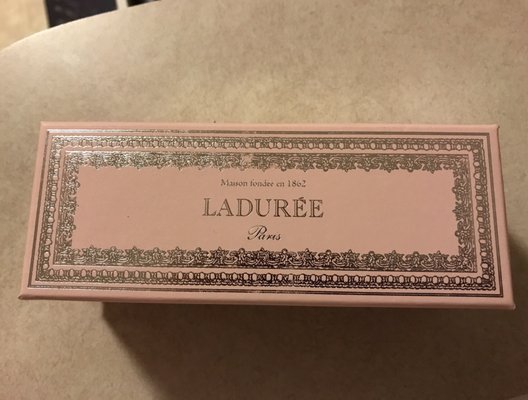 Maison fondée en 1862
LADURÉE
Paris